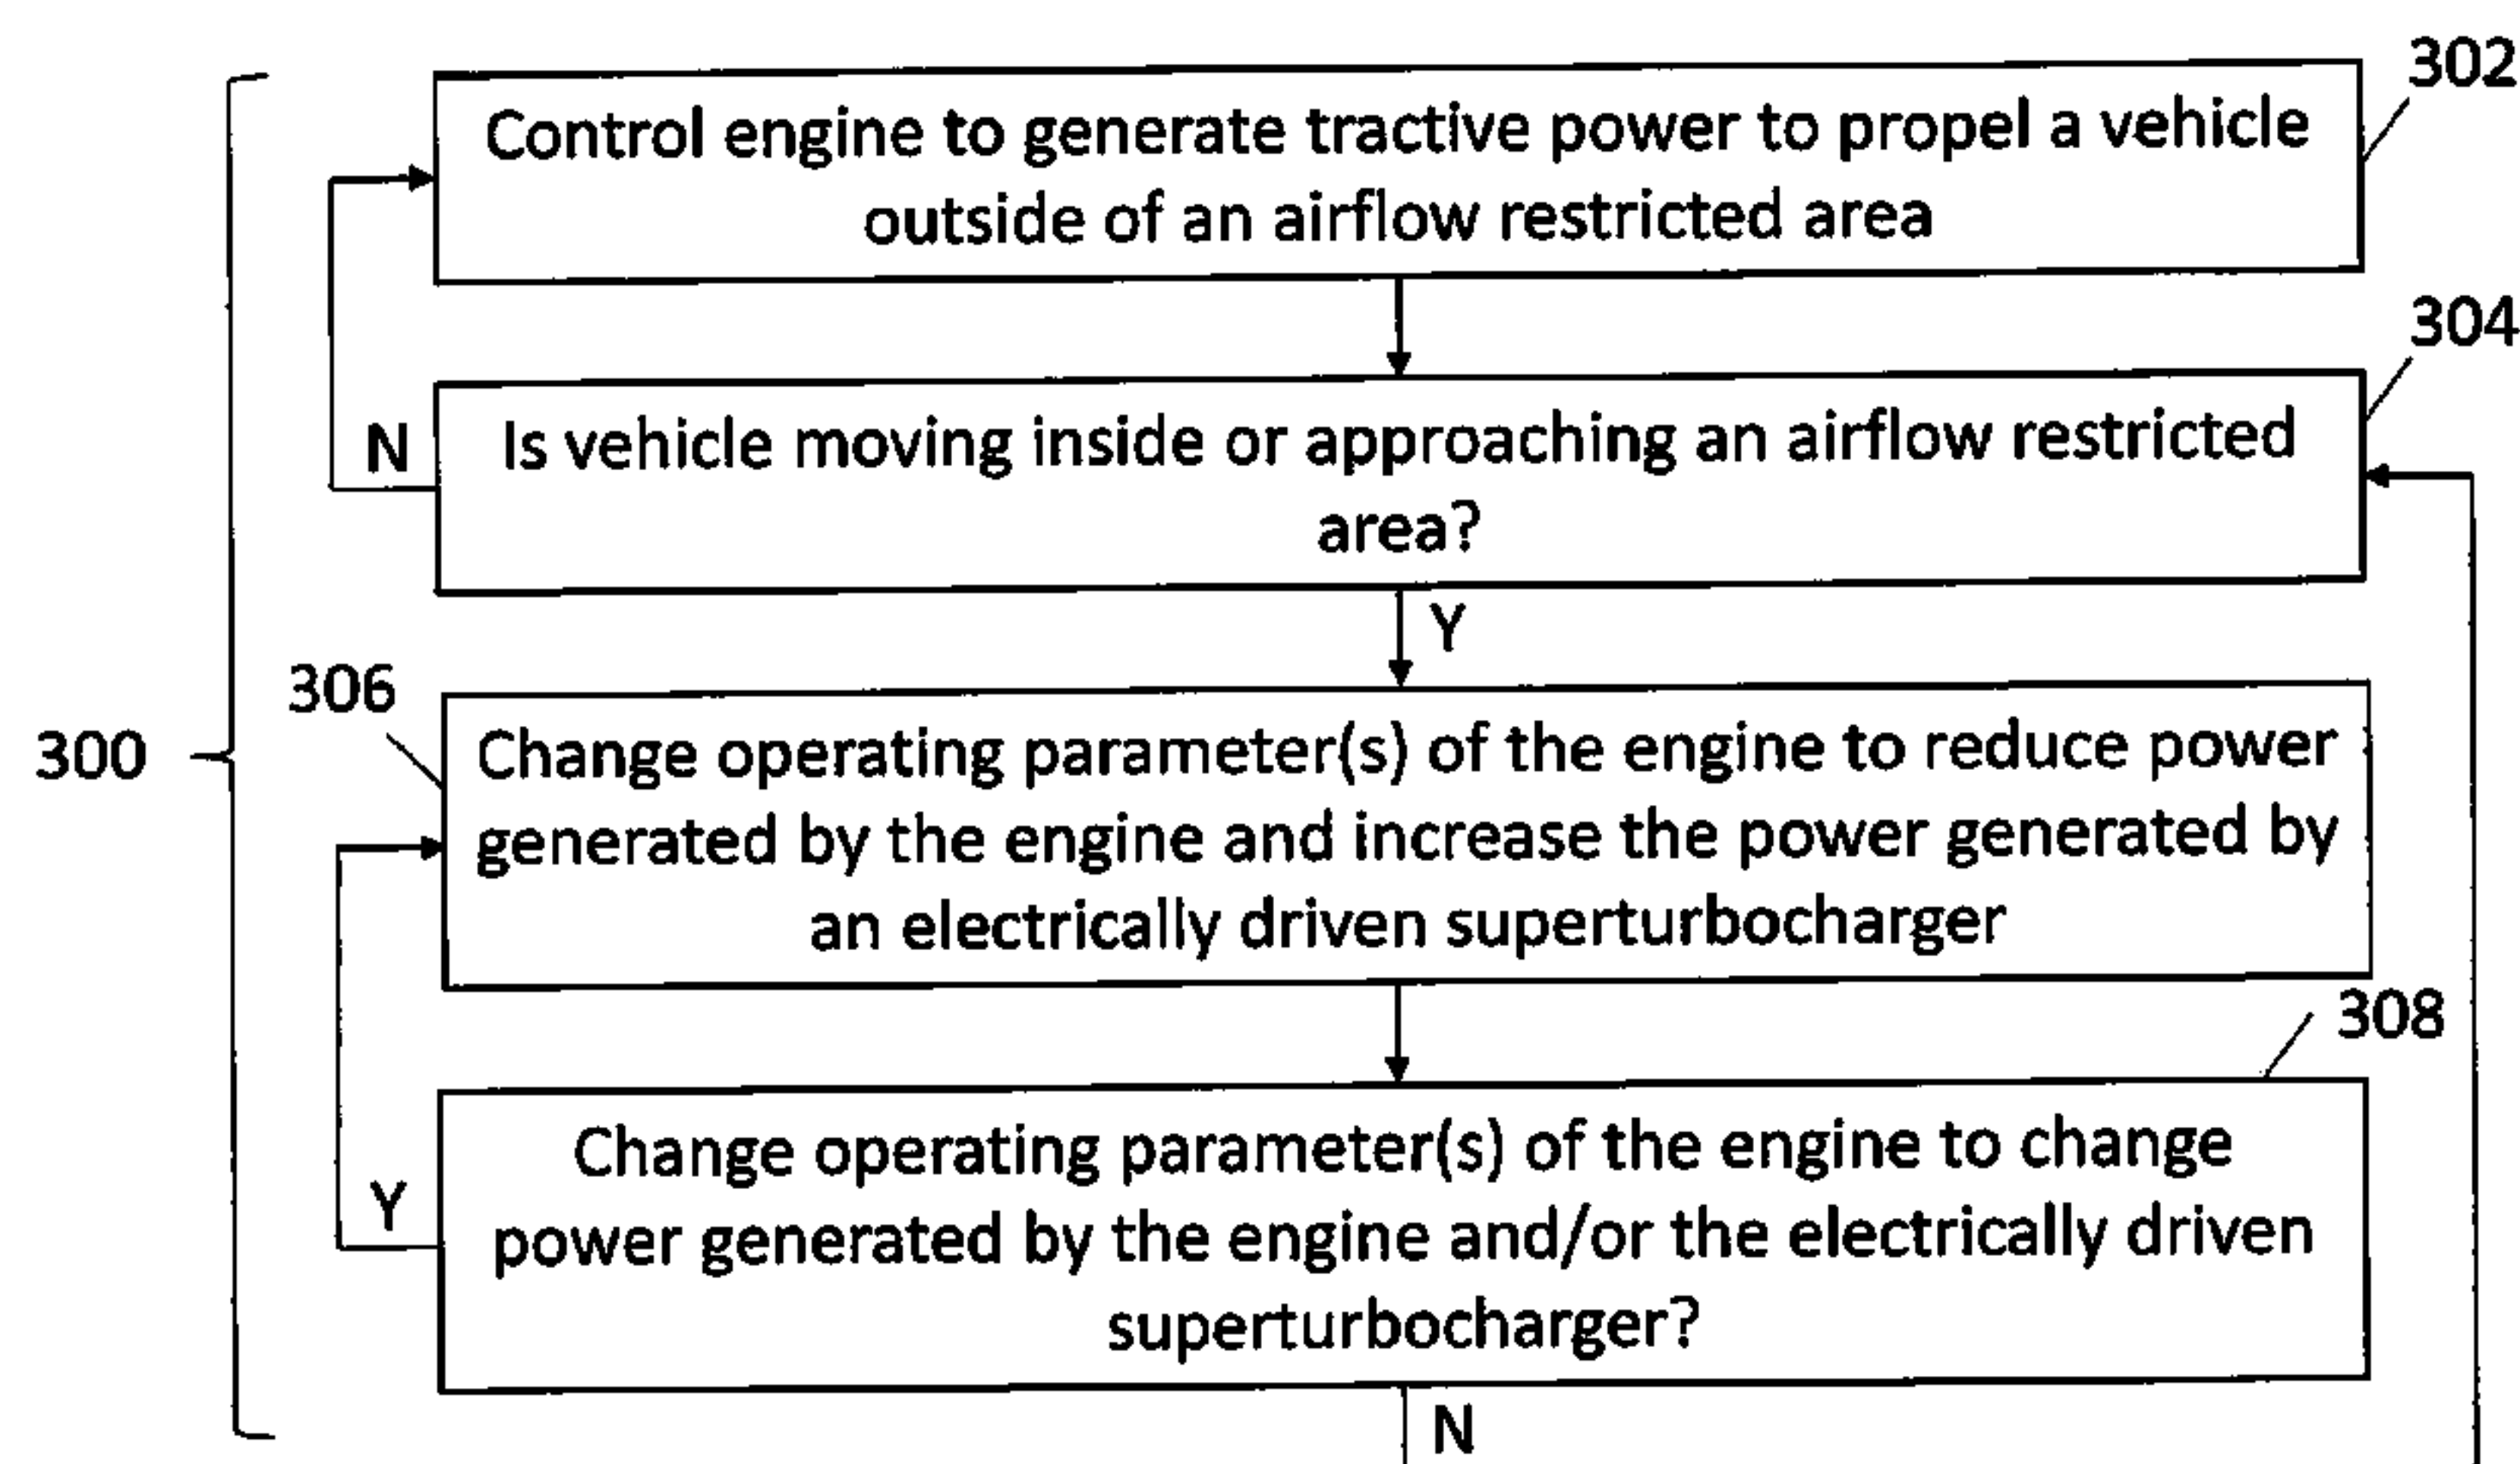 302
Control engine to generate tractive power to propel a vehicle
outside of an airflow restricted area
304
N
Is vehicle moving inside or approaching an airflow restricted
area?
Y
306
300
Change operating parameter(s) of the engine to reduce power
generated by the engine and increase the power generated by
an electrically driven superturbocharger
308
Change operating parameter(s) of the engine to change
Y
power generated by the engine and/or the electrically driven
superturbocharger?
N